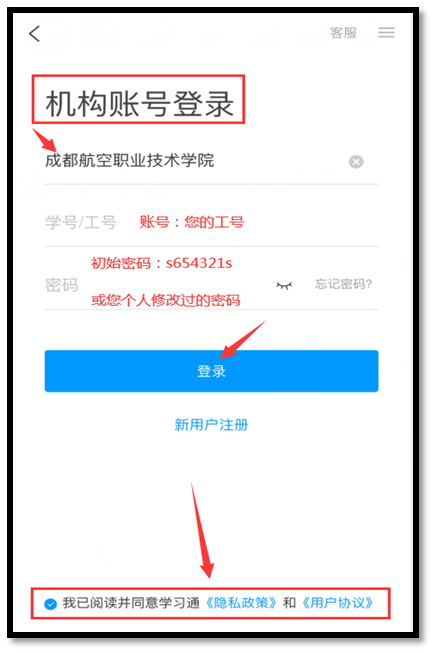 客服
机构账号登录
成都航空职业技术学院
学号/工号 账号：您的工号
初始密码：s654321s
密码 忘记密码?
或您个人修改过的密码
登录
新用户注册
我已阅读并同意学习通《隐私政策》和《用户协议》